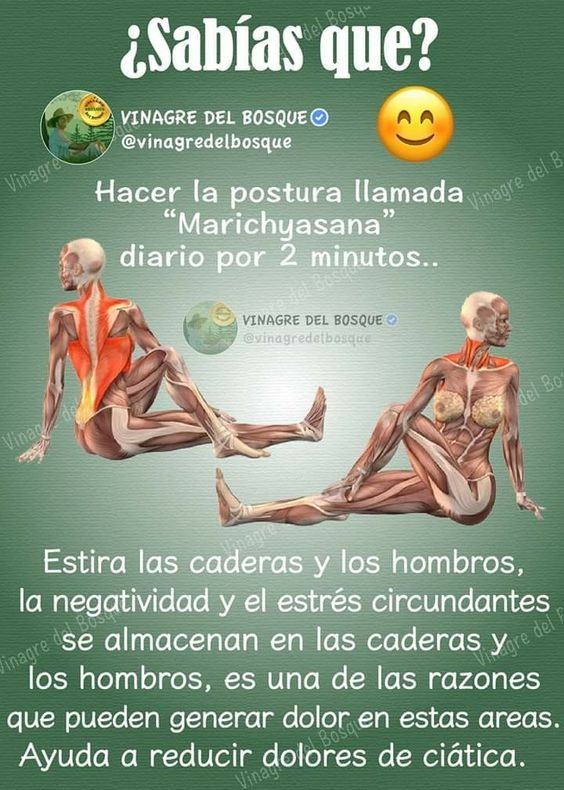 ¿Sabías que?
VINAGRE DEL BOSQUE
@vinagredelbosque
Hacer la postura llamada
“Marichyasana”
diario por 2 minutos..
VINAGRE DEL BOSQUE
@vinagredelbosque
Estira las caderas y los hombros,
la negatividad y el estrés circundantes
se almacenan en las caderas y
los hombros, es una de las razones
que pueden generar dolor en estas areas.
Ayuda a reducir dolores de ciática.